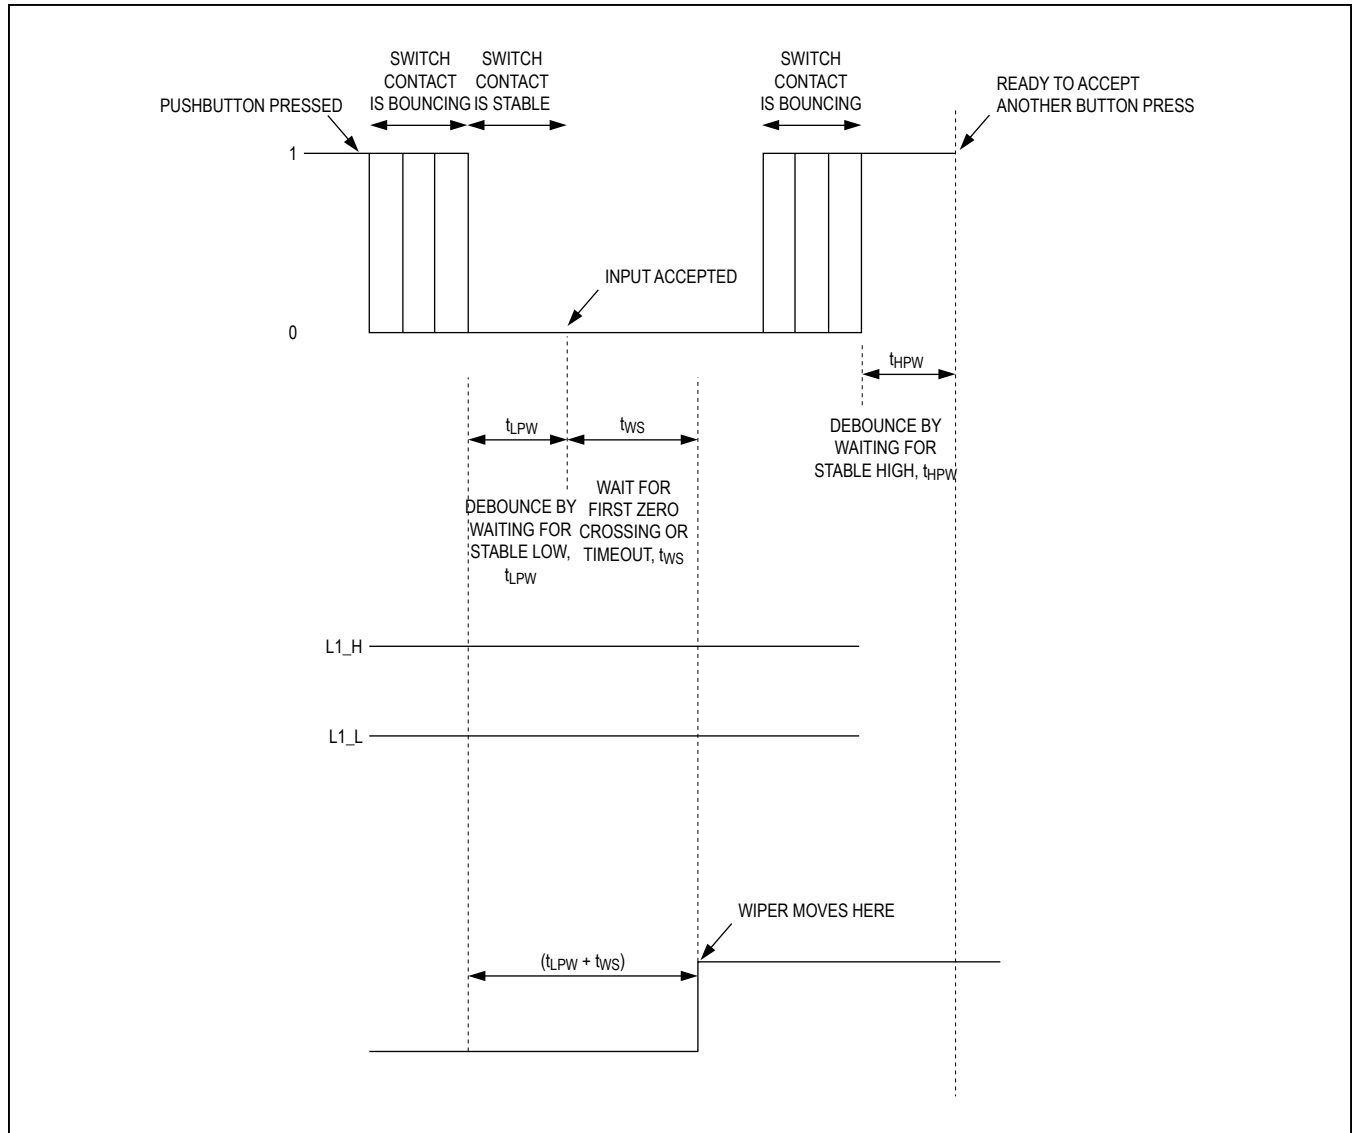 SWITCH
CONTACT
IS BOUNCING
SWITCH
CONTACT
IS STABLE
SWITCH
CONTACT
IS BOUNCING
READY TO ACCEPT
ANOTHER BUTTON PRESS
PUSHBUTTON PRESSED
1
INPUT ACCEPTED
0
tHPW
DEBOUNCE BY
WAITING FOR
STABLE HIGH, tHPW
tLPW
tWS
DEBOUNCE BY
WAITING FOR
STABLE LOW,
tLPW
WAIT FOR
FIRST ZERO
CROSSING OR
TIMEOUT, tWS
L1_H
L1_L
WIPER MOVES HERE
(tLPW + tWS)